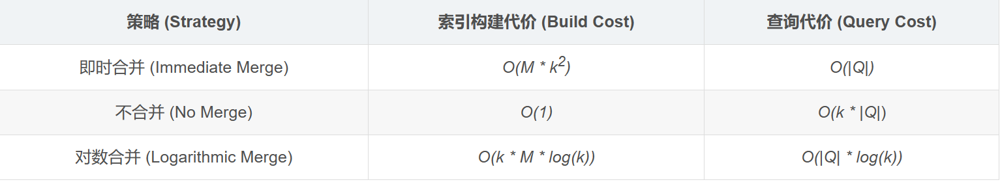 策略 (Strategy) 索引构建代价 (Build Cost) 查询代价 (Query Cost)
即时合并 (Immediate Merge) O(M * k²) O(|Q|)
不合并 (No Merge) O(1) O(k * |Q|)
对数合并 (Logarithmic Merge) O(k * M * log(k)) O(|Q| * log(k))